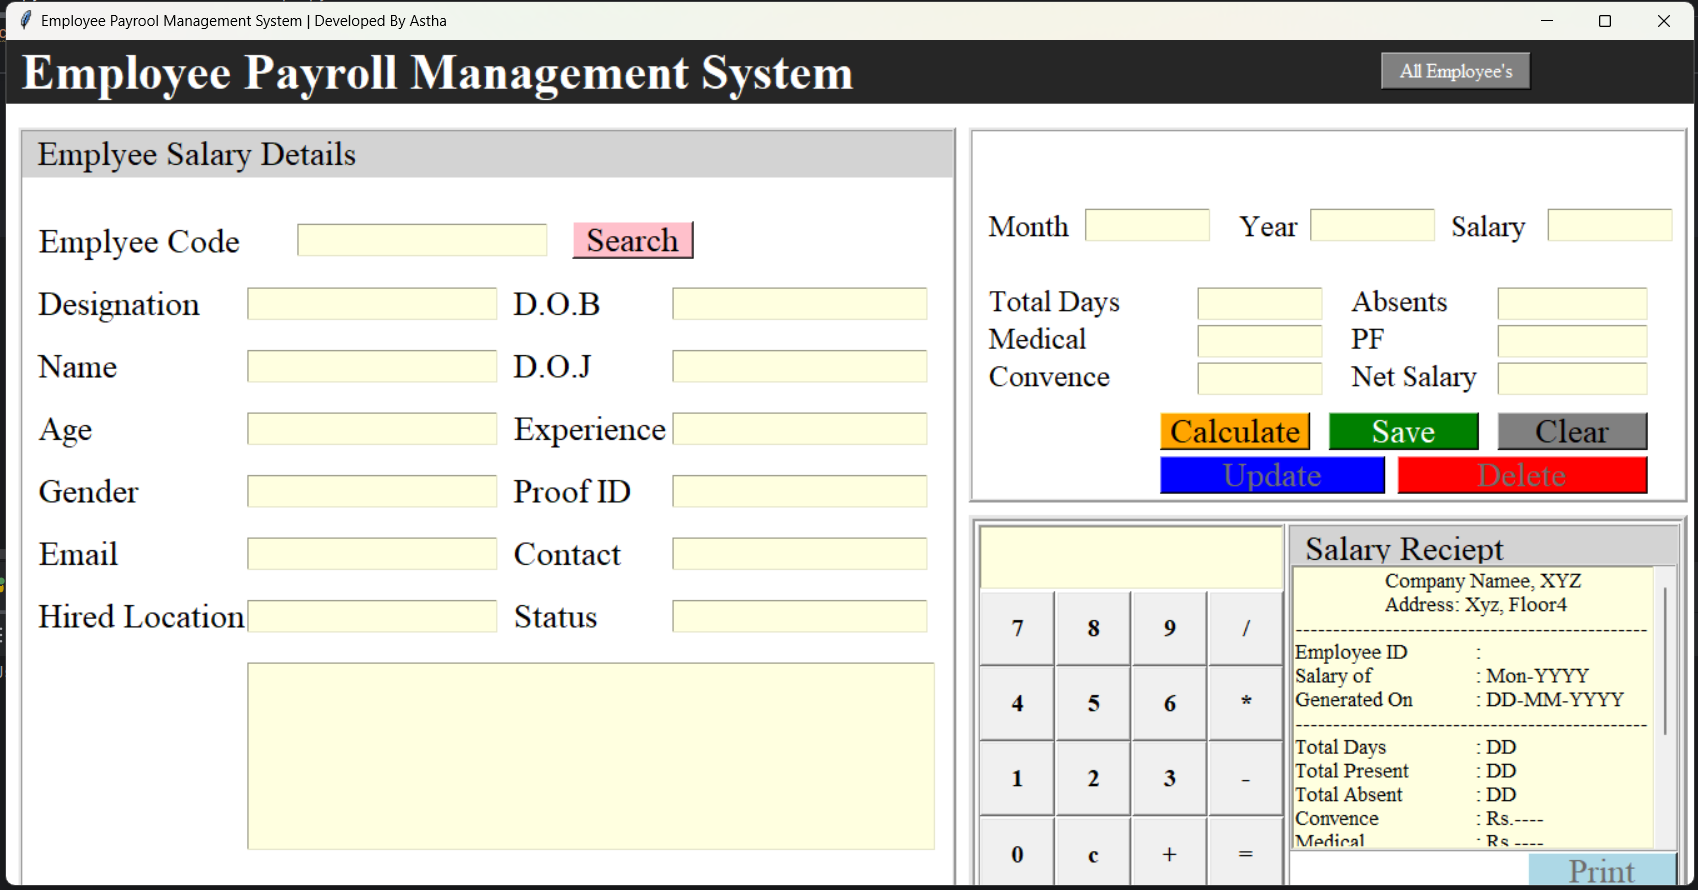 Employee Payrool Management System | Developed By Astha
Employee Payroll Management System
All Employee's
Emplyee Salary Details
Emplyee Code
Search
Designation
D.O.B
Name
D.O.J
Age
Experience
Gender
Proof ID
Email
Contact
Hired Location
Status
Month
Year
Salary
Total Days
Absents
Medical
PF
Convence
Net Salary
Calculate
Save
Clear
Update
Delete
7 8 9 /
4 5 6 *
1 2 3 -
0 c + =
Salary Reciept
Company Namee, XYZ
Address: Xyz, Floor4
-----------------------------------------------
Employee ID :
Salary of : Mon-YYYY
Generated On : DD-MM-YYYY
-----------------------------------------------
Total Days : DD
Total Present : DD
Total Absent : DD
Convence : Rs.----
Medical : Rs.----
Print